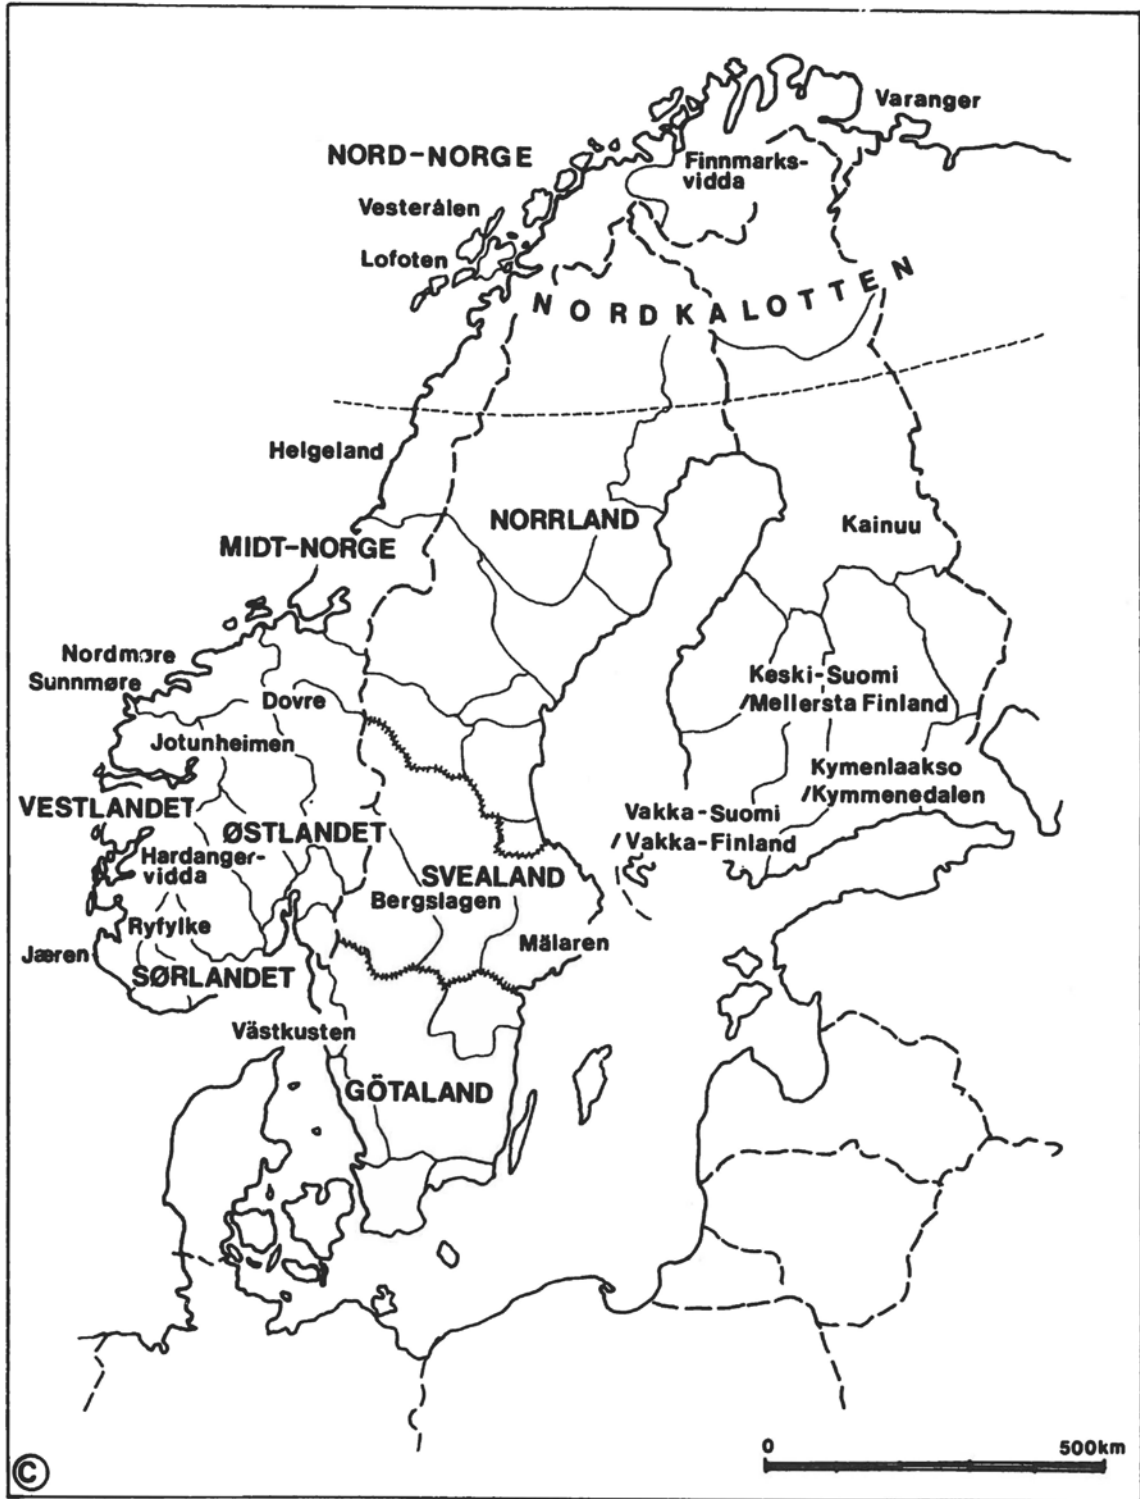 Varanger
NORD-NORGE
Finnmarks-
vidda
Vesterålen
Lofoten
NORDKALOTTEN
Helgeland
NORRLAND
Kainuu
MIDT-NORGE
Nordmøre
Sunnmøre
Keski-Suomi
/Mellersta Finland
Dovre
Jotunheimen
Kymenlaakso
/Kymmenedalen
VESTLANDET
ØSTLANDET
Vakka-Suomi
/Vakka-Finland
Hardanger-
vidda
SVEALAND
Bergslagen
Ryfylke
Mälaren
Jæren
SØRLANDET
Västkusten
GÖTALAND
0
500km
C